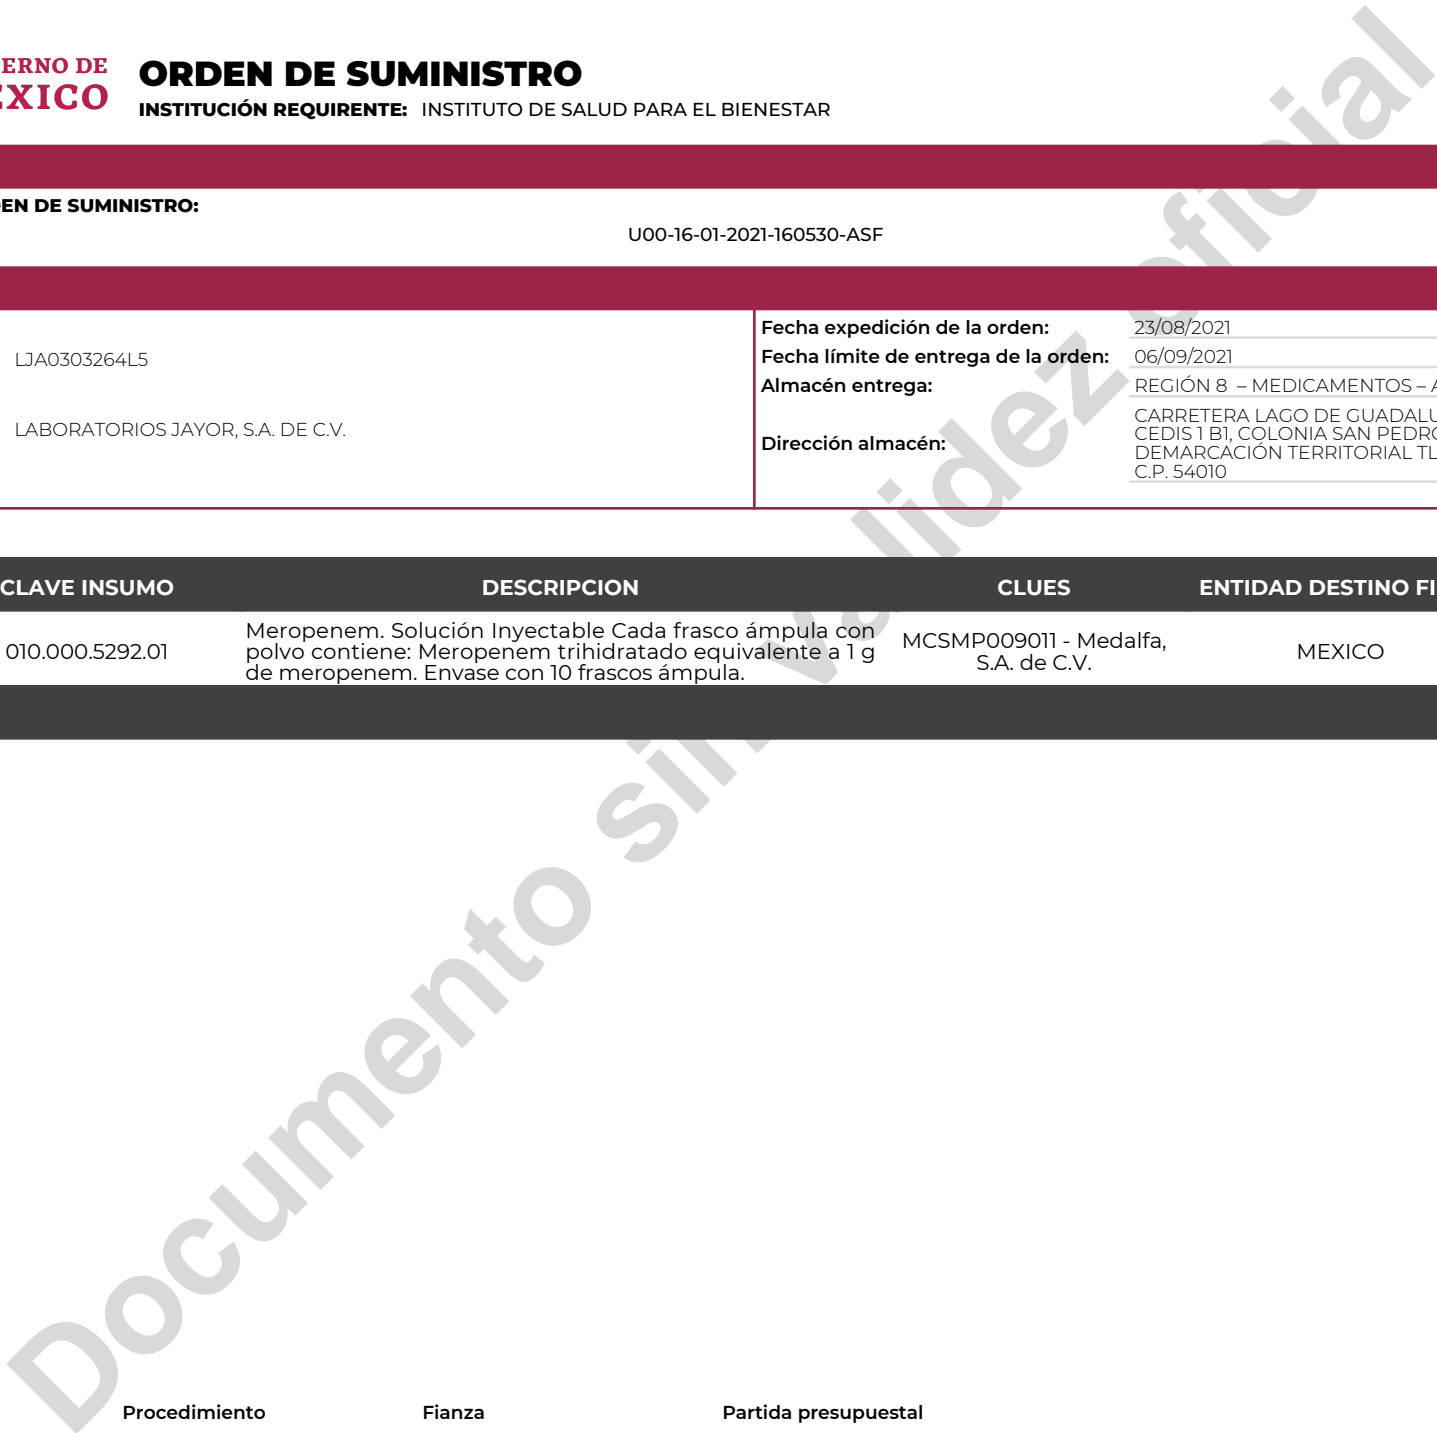 ERNO DE
EXICO
ORDEN DE SUMINISTRO
INSTITUCIÓN REQUIRENTE: INSTITUTO DE SALUD PARA EL BIENESTAR
EN DE SUMINISTRO:
U00-16-01-2021-160530-ASF
LJA0303264L5
LABORATORIOS JAYOR, S.A. DE C.V.
Fecha expedición de la orden: 23/08/2021
Fecha límite de entrega de la orden: 06/09/2021
Almacén entrega: REGIÓN 8 – MEDICAMENTOS – A
Dirección almacén:
CARRETERA LAGO DE GUADALU
CEDIS 1 B1, COLONIA SAN PEDRO
DEMARCACIÓN TERRITORIAL TL
C.P. 54010
CLAVE INSUMO DESCRIPCION CLUES ENTIDAD DESTINO FI
010.000.5292.01
Meropenem. Solución Inyectable Cada frasco ámpula con
polvo contiene: Meropenem trihidratado equivalente a 1 g
de meropenem. Envase con 10 frascos ámpula.
MCSMP009011 - Medalfa,
S.A. de C.V.
MEXICO
Documento sin validez oficial
Procedimiento Fianza Partida presupuestal